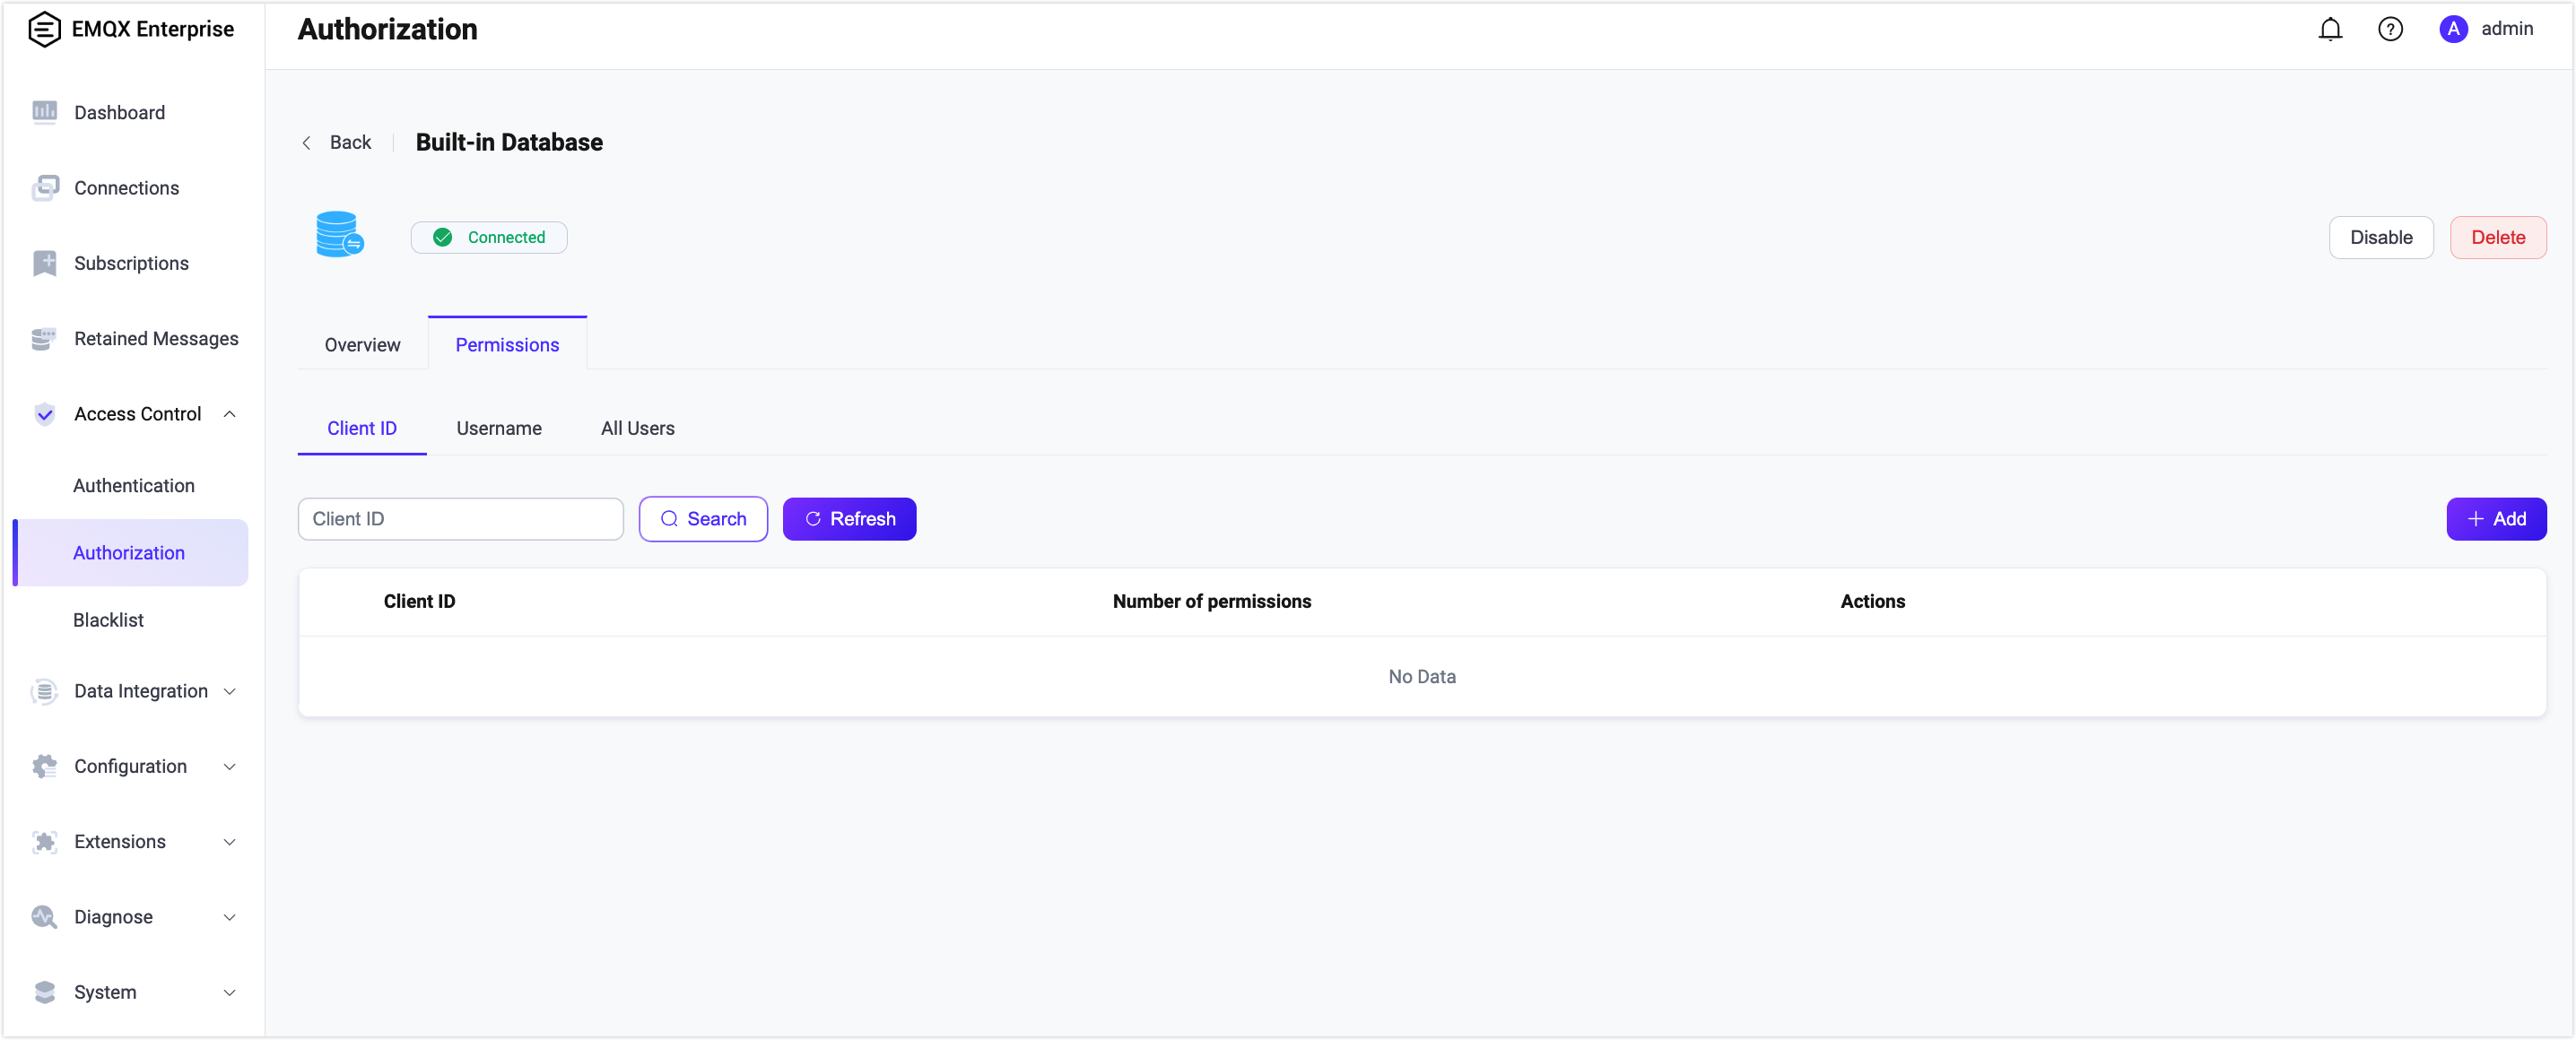 EMQX Enterprise
Authorization
?
A
admin
Dashboard
Connections
Subscriptions
Retained Messages
Access Control
Authentication
Authorization
Blacklist
Data Integration
Configuration
Extensions
Diagnose
System
Back
Built-in Database
Connected
Disable
Delete
Overview
Permissions
Client ID
Username
All Users
Client ID
Search
Refresh
Add
Client ID
Number of permissions
Actions
No Data